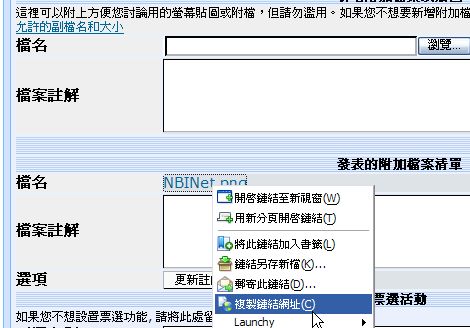 這裡可以附上方便您討論用的螢幕貼圖或附檔，但請勿濫用。如果您不想要新增附加檔
允許的副檔名和大小
檔名
瀏覽...
檔案註解
發表的附加檔案清單
檔名
NBINet.png
開啓鏈結至新視窗(W)
用新分頁開啓鏈結(T)
檔案註解
將此鏈結加入書籤(L)
鏈結另存新檔(K)...
選項
更新註
郵寄此鏈結(D)...
複製鏈結網址(C)
票選活動
如果您不想設置票選功能, 請將此處留
Launchy